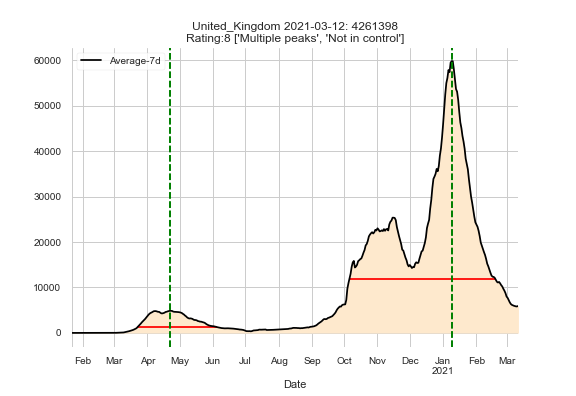 United_Kingdom 2021-03-12: 4261398
Rating:8 ['Multiple peaks', 'Not in control']
Average-7d
60000
50000
40000
30000
20000
10000
0
Feb Mar Apr May Jun Jul Aug Sep Oct Nov Dec Jan Feb Mar
2021
Date